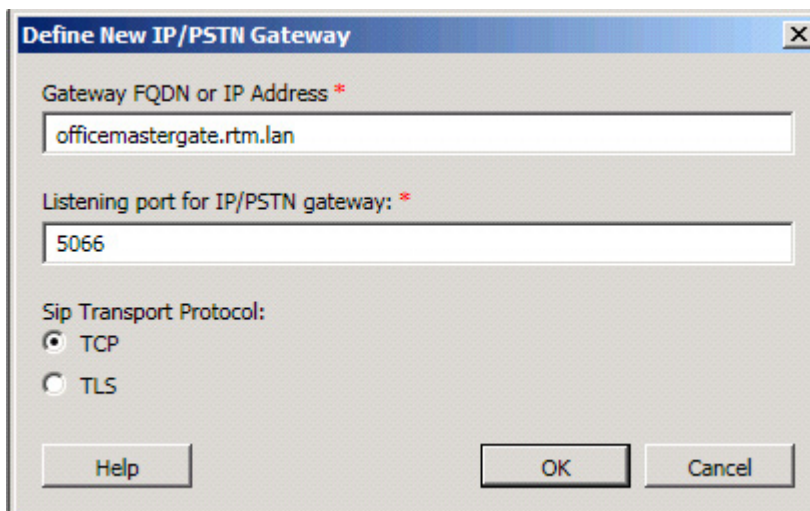 Define New IP/PSTN Gateway
Gateway FQDN or IP Address *
officemastergate.rtm.lan
Listening port for IP/PSTN gateway: *
5066
Sip Transport Protocol:
TCP
TLS
Help OK Cancel